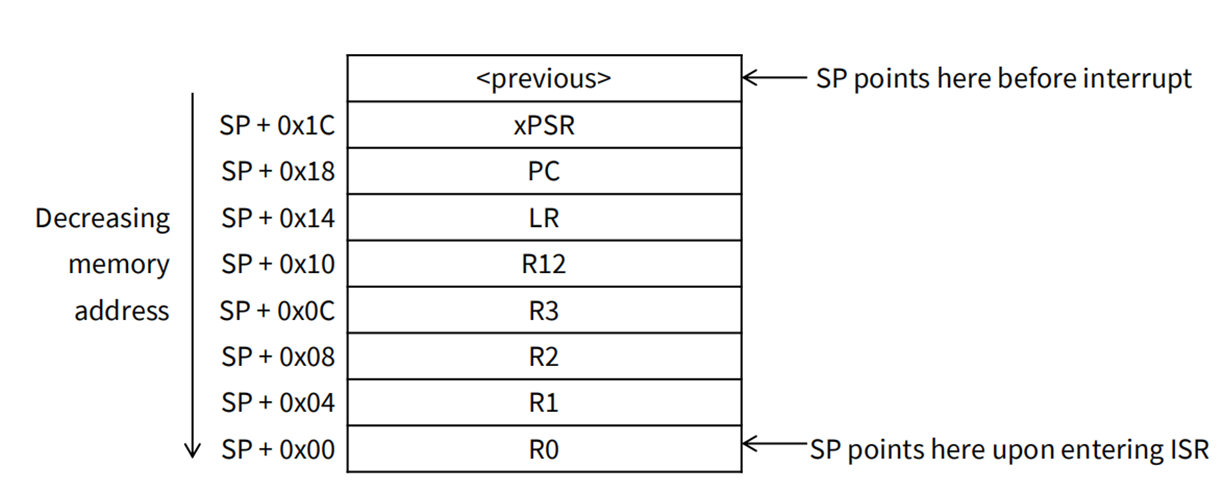 <previous>
SP points here before interrupt
SP + 0x1C
xPSR
SP + 0x18
PC
Decreasing
memory
address
SP + 0x14
LR
SP + 0x10
R12
SP + 0x0C
R3
SP + 0x08
R2
SP + 0x04
R1
SP + 0x00
R0
SP points here upon entering ISR